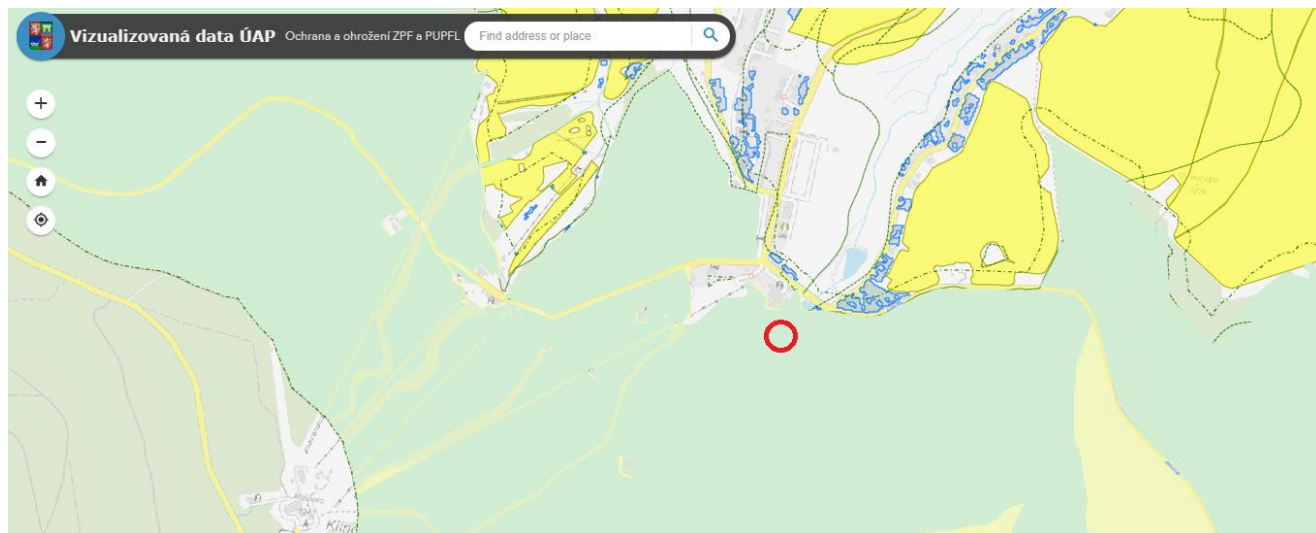 Vizualizovaná data ÚAP Ochrana a ohrožení ZPF a PUPFL Find address or place
+
−